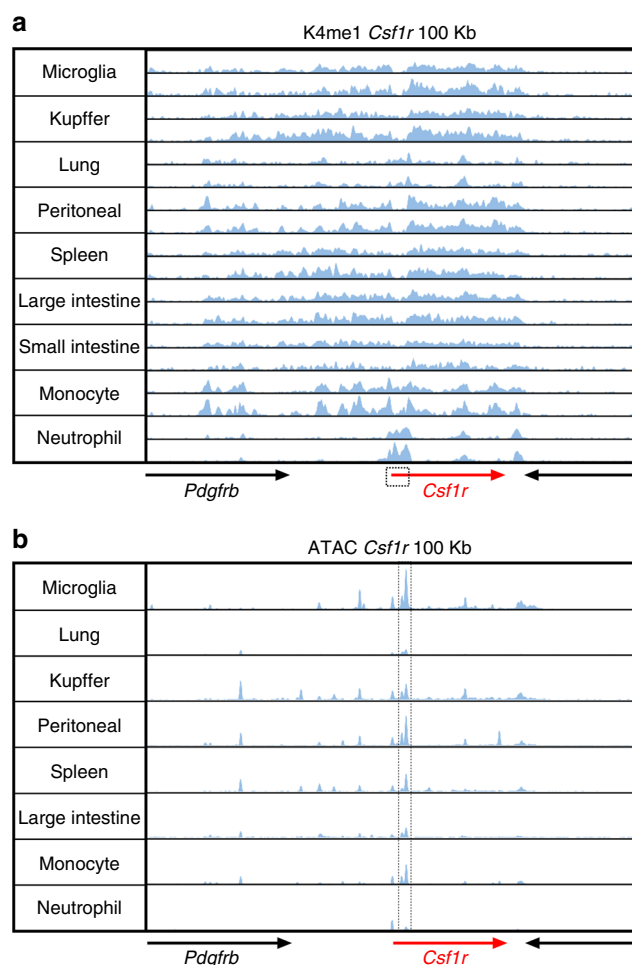 a
K4me1 Csf1r 100 Kb
Microglia
Kupffer
Lung
Peritoneal
Spleen
Large intestine
Small intestine
Monocyte
Neutrophil
Pdgfrb
Csf1r
b
ATAC Csf1r 100 Kb
Microglia
Lung
Kupffer
Peritoneal
Spleen
Large intestine
Monocyte
Neutrophil
Pdgfrb
Csf1r